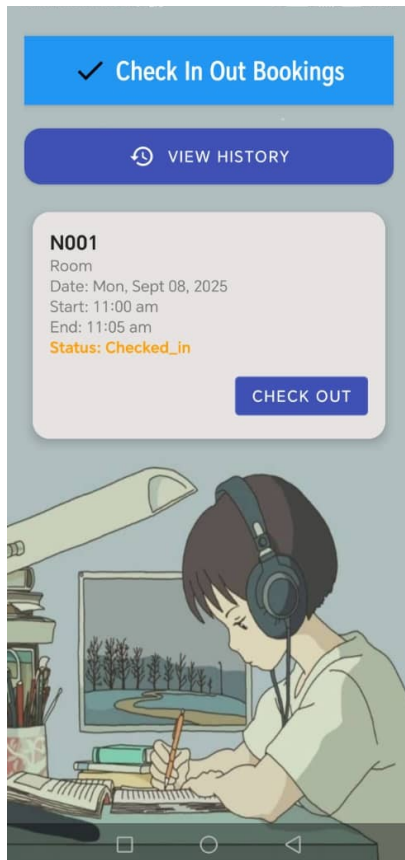 Check In Out Bookings
VIEW HISTORY
N001
Room
Date: Mon, Sept 08, 2025
Start: 11:00 am
End: 11:05 am
Status: Checked_in
CHECK OUT